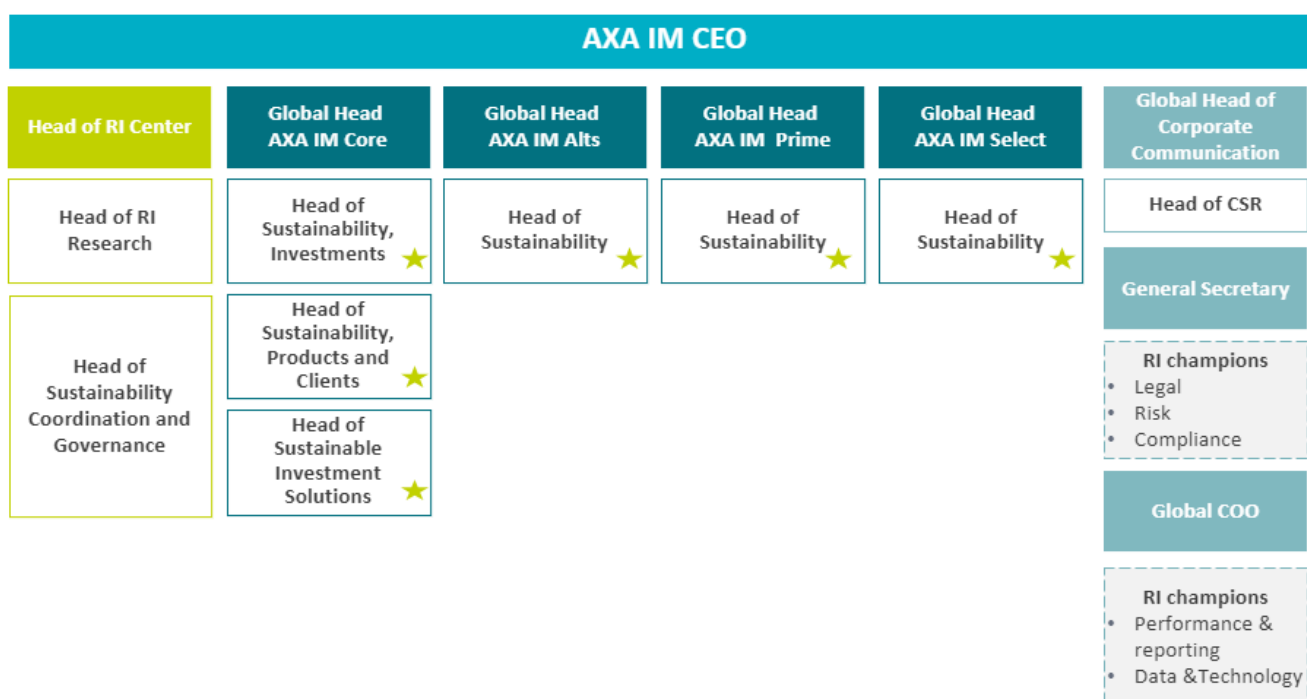 AXA IM CEO
Head of RI Center
Global Head
AXA IM Core
Global Head
AXA IM Alts
Global Head
AXA IM  Prime
Global Head
AXA IM Select
Global Head of
Corporate
Communication
Head of RI
Research
Head of
Sustainability,
Investments
Head of
Sustainability
Head of
Sustainability
Head of
Sustainability
Head of CSR
Head of
Sustainability
Coordination and
Governance
Head of
Sustainability,
Products and
Clients
Head of
Sustainable
Investment
Solutions
General Secretary
RI champions
• Legal
• Risk
• Compliance
Global COO
RI champions
• Performance &
reporting
• Data &Technology